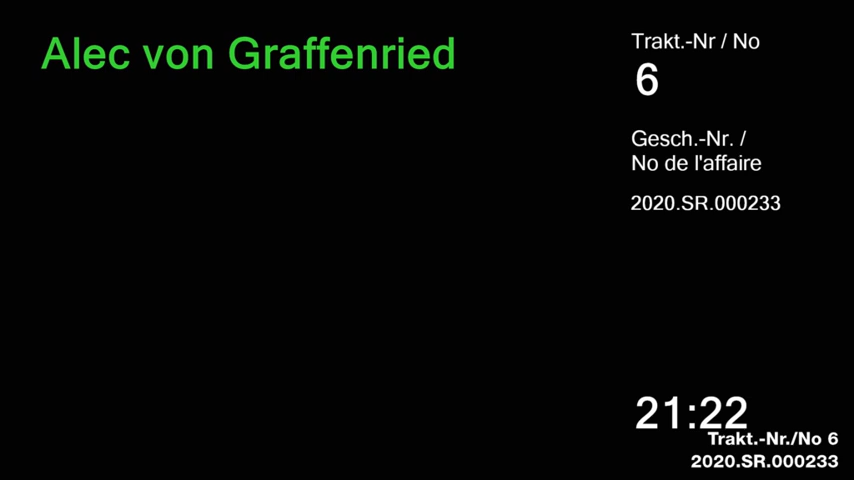 Alec von Graffenried
Trakt.-Nr / No
6
Gesch.-Nr. /
No de l'affaire
2020.SR.000233
21:22
Trakt.-Nr./No 6
2020.SR.000233